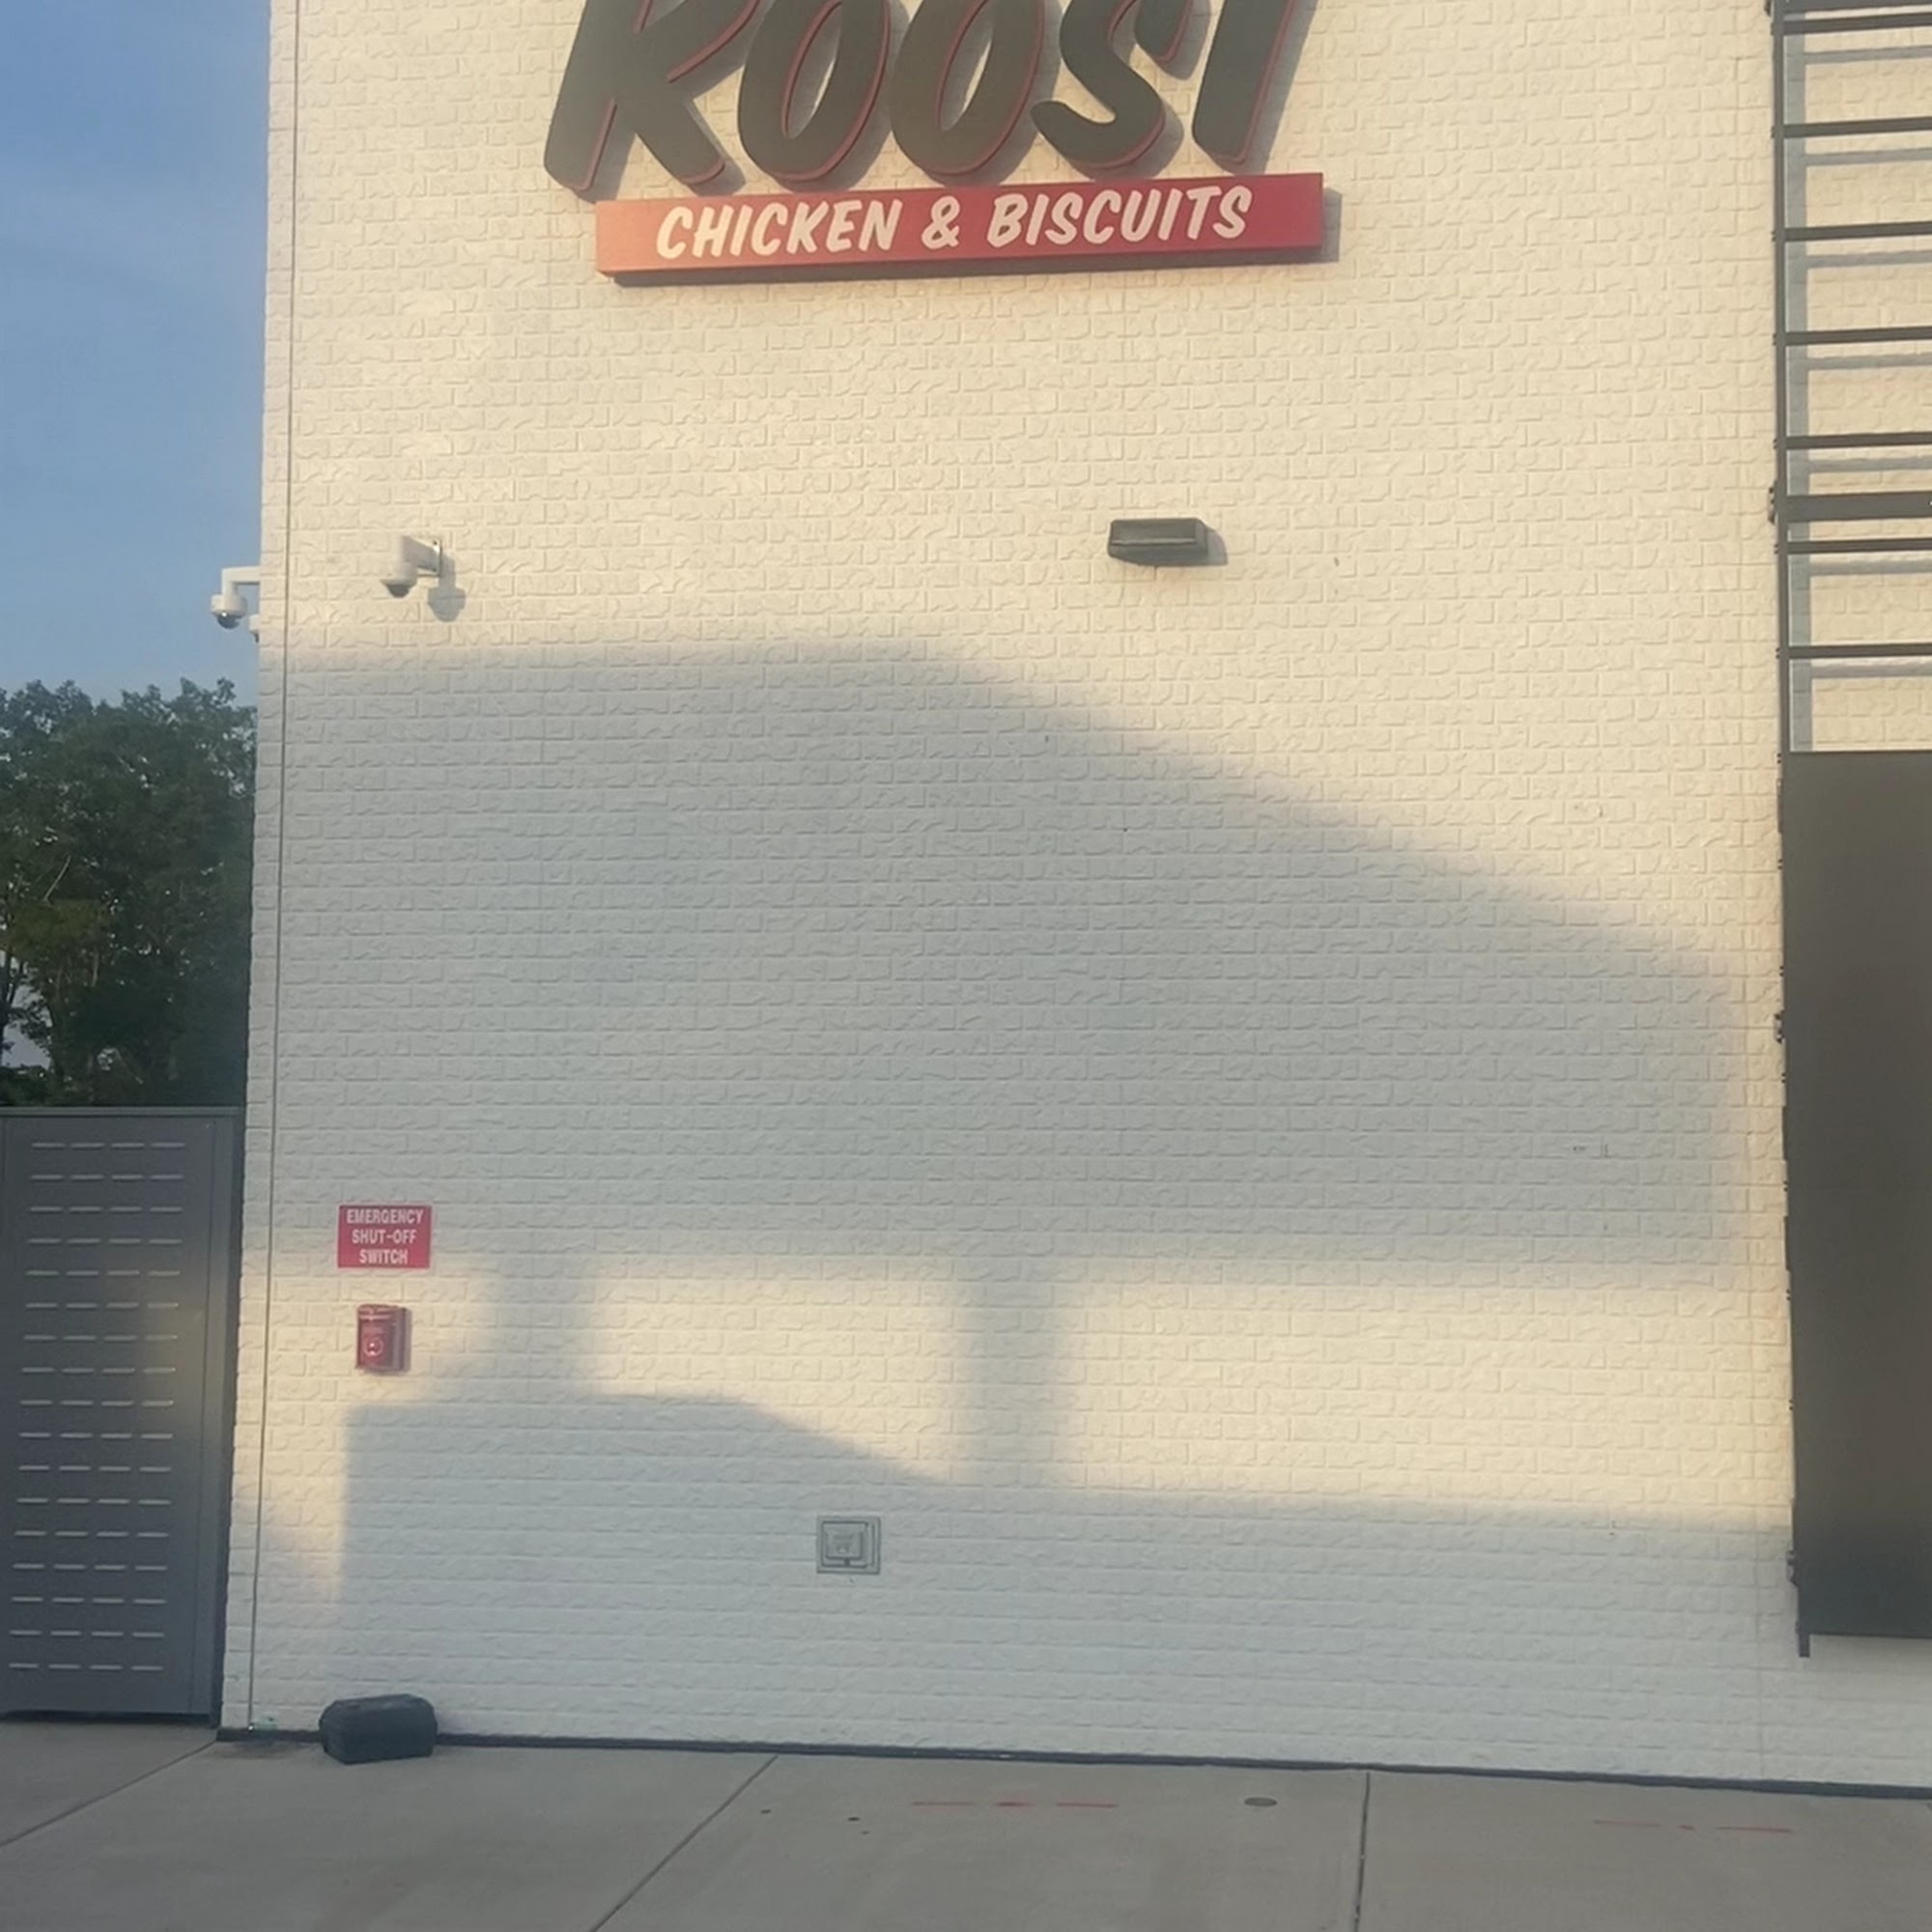 ROOST
CHICKEN & BISCUITS
EMERGENCY
SHUT-OFF
SWITCH